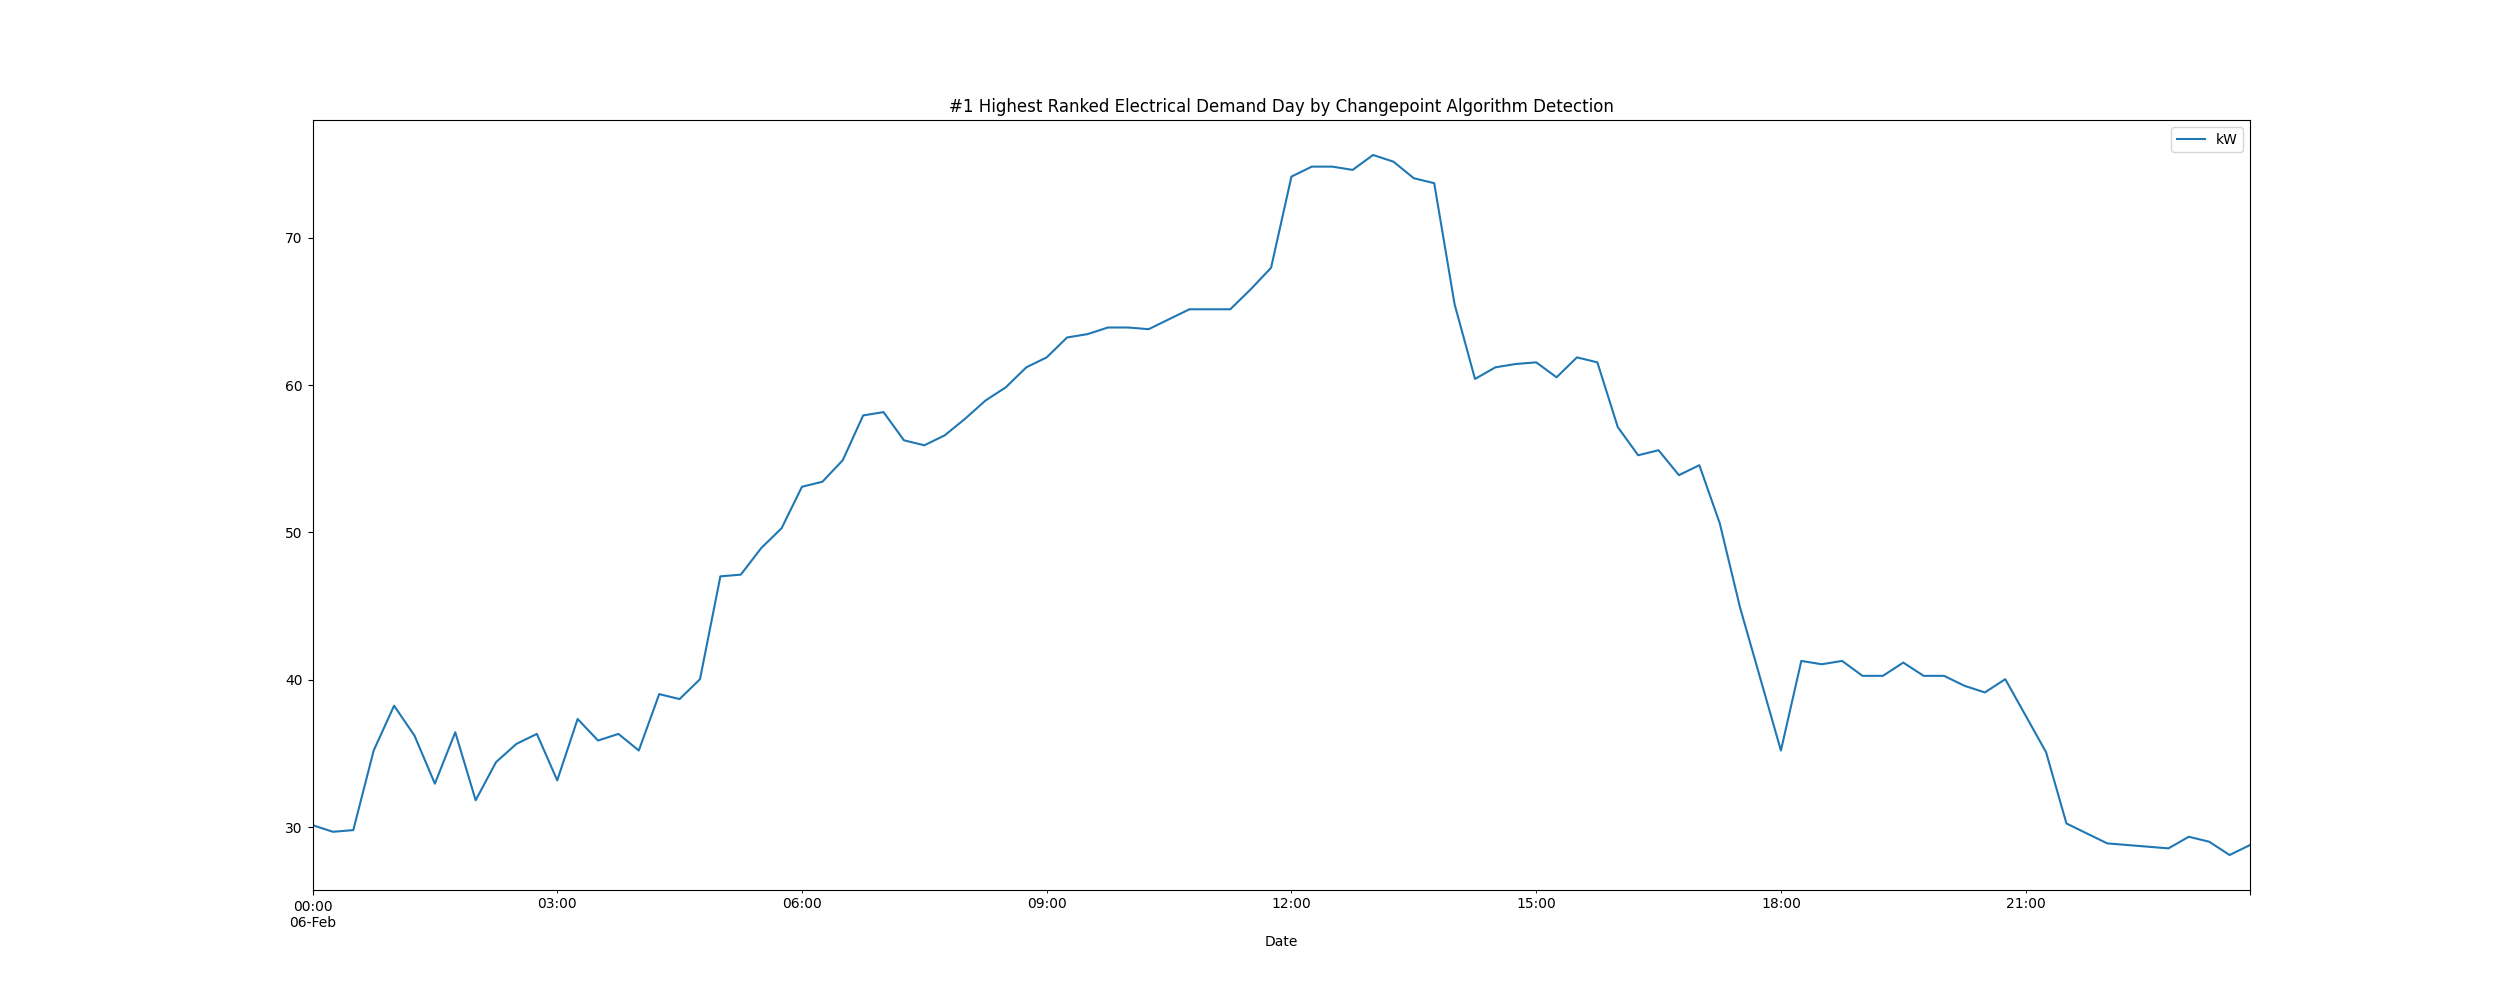 #1 Highest Ranked Electrical Demand Day by Changepoint Algorithm Detection
kW
70
60
50
40
30
00:00 03:00 06:00 09:00 12:00 15:00 18:00 21:00
06-Feb
Date